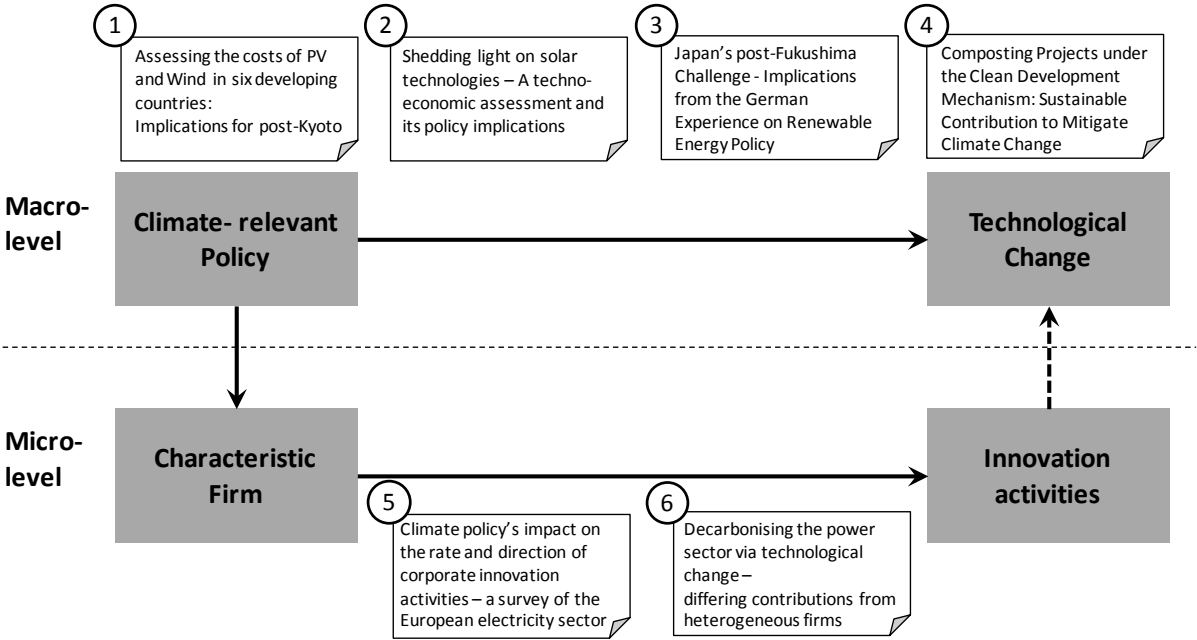 1
Assessing the costs of PV
and Wind in six developing
countries:
Implications for post-Kyoto
2
Shedding light on solar
technologies – A techno-
economic assessment and
its policy implications
3
Japan’s post-Fukushima
Challenge - Implications
from the German
Experience on Renewable
Energy Policy
4
Composting Projects under
the Clean Development
Mechanism: Sustainable
Contribution to Mitigate
Climate Change
Macro-
level
Climate- relevant
Policy
Technological
Change
Micro-
level
Characteristic
Firm
Innovation
activities
5
Climate policy’s impact on
the rate and direction of
corporate innovation
activities – a survey of the
European electricity sector
6
Decarbonising the power
sector via technological
change –
differing contributions from
heterogeneous firms